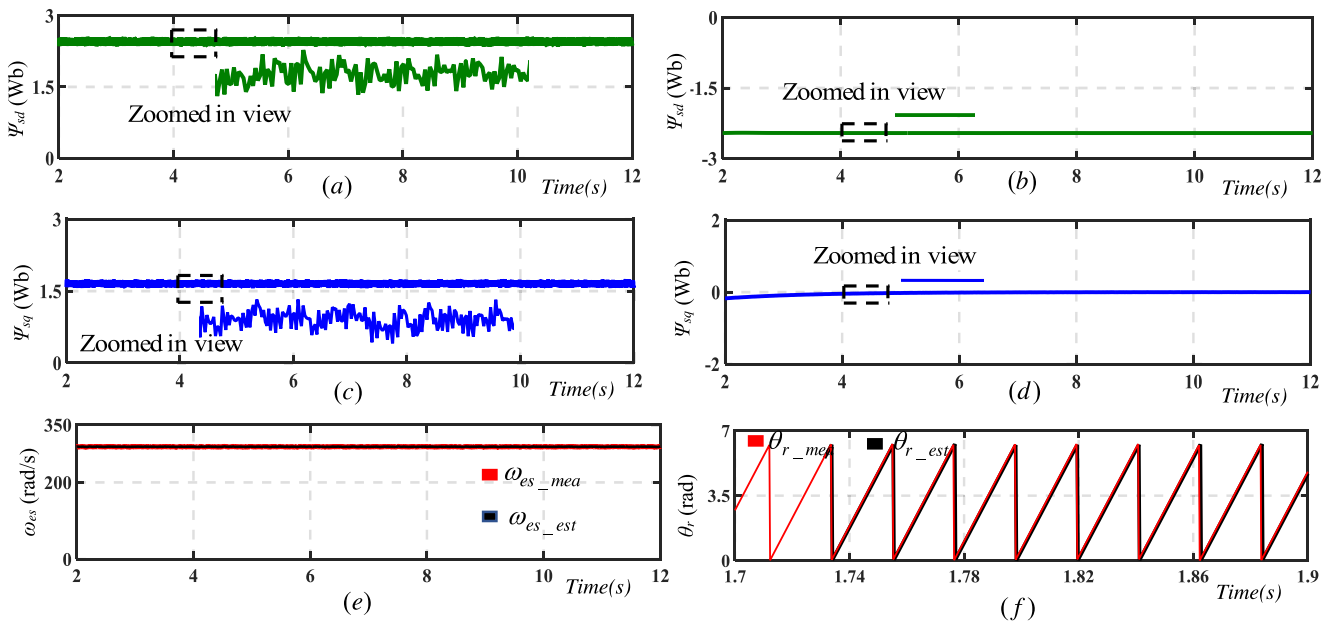 3
1.5
0
Ψsd (Wb)
Zoomed in view
2 4 6 8 10 12
Time(s)
(a)
0
-1.5
-3
Ψsd (Wb)
Zoomed in view
2 4 6 8 10 12
Time(s)
(b)
3
1.5
0
Ψsq (Wb)
Zoomed in view
2 4 6 8 10 12
Time(s)
(c)
2
0
-2
Ψsq (Wb)
Zoomed in view
2 4 6 8 10 12
Time(s)
(d)
350
200
0
ωes (rad/s)
ωes_mea
ωes_est
2 4 6 8 10 12
Time(s)
(e)
7
3.5
0
θr (rad)
θr_mea θr_est
1.7 1.74 1.78 1.82 1.86 1.9
Time(s)
(f)